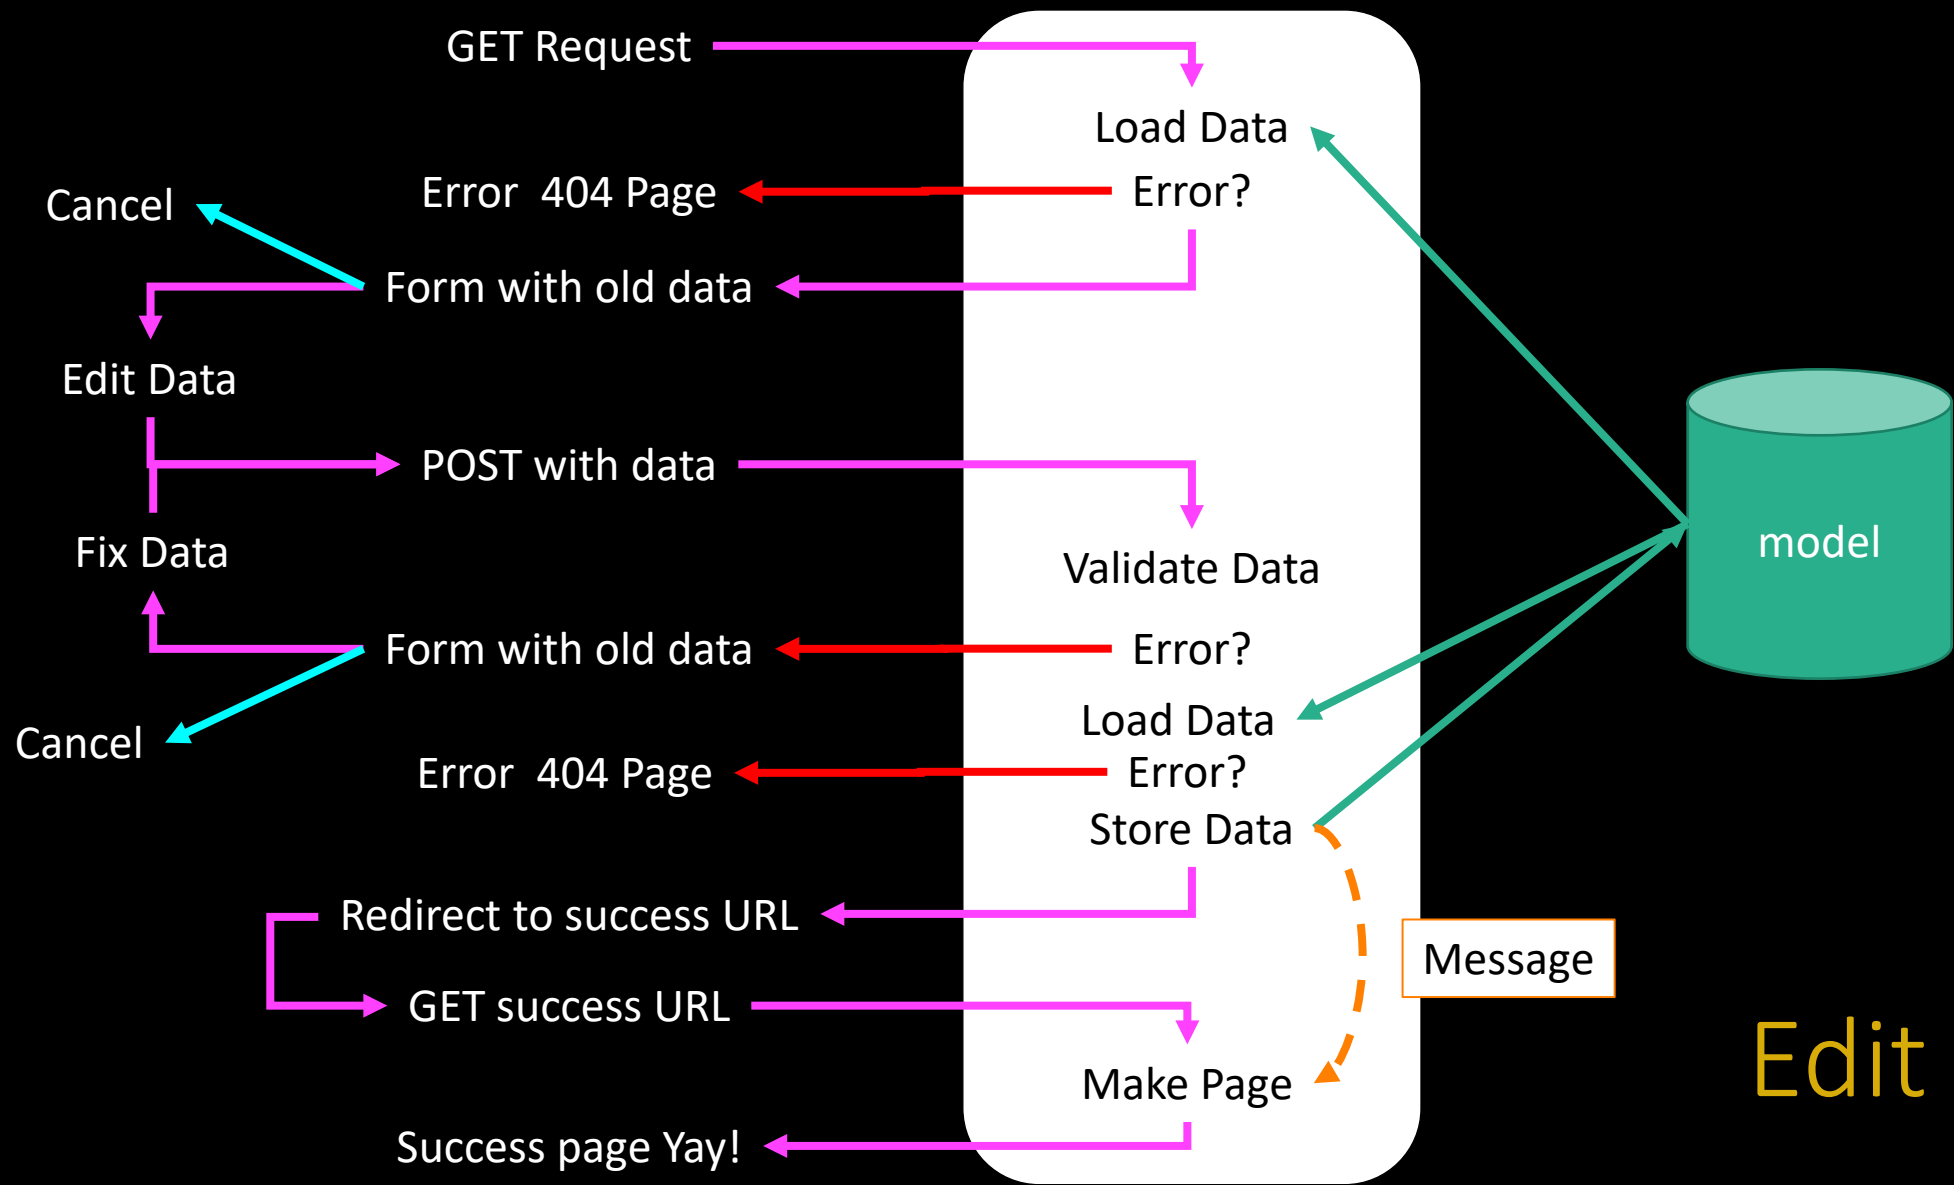 GET Request
Load Data
Error  404 Page
Error?
Cancel
Form with old data
Edit Data
POST with data
model
Fix Data
Validate Data
Form with old data
Error?
Load Data
Cancel
Error  404 Page
Error?
Store Data
Redirect to success URL
Message
GET success URL
Edit
Make Page
Success page Yay!